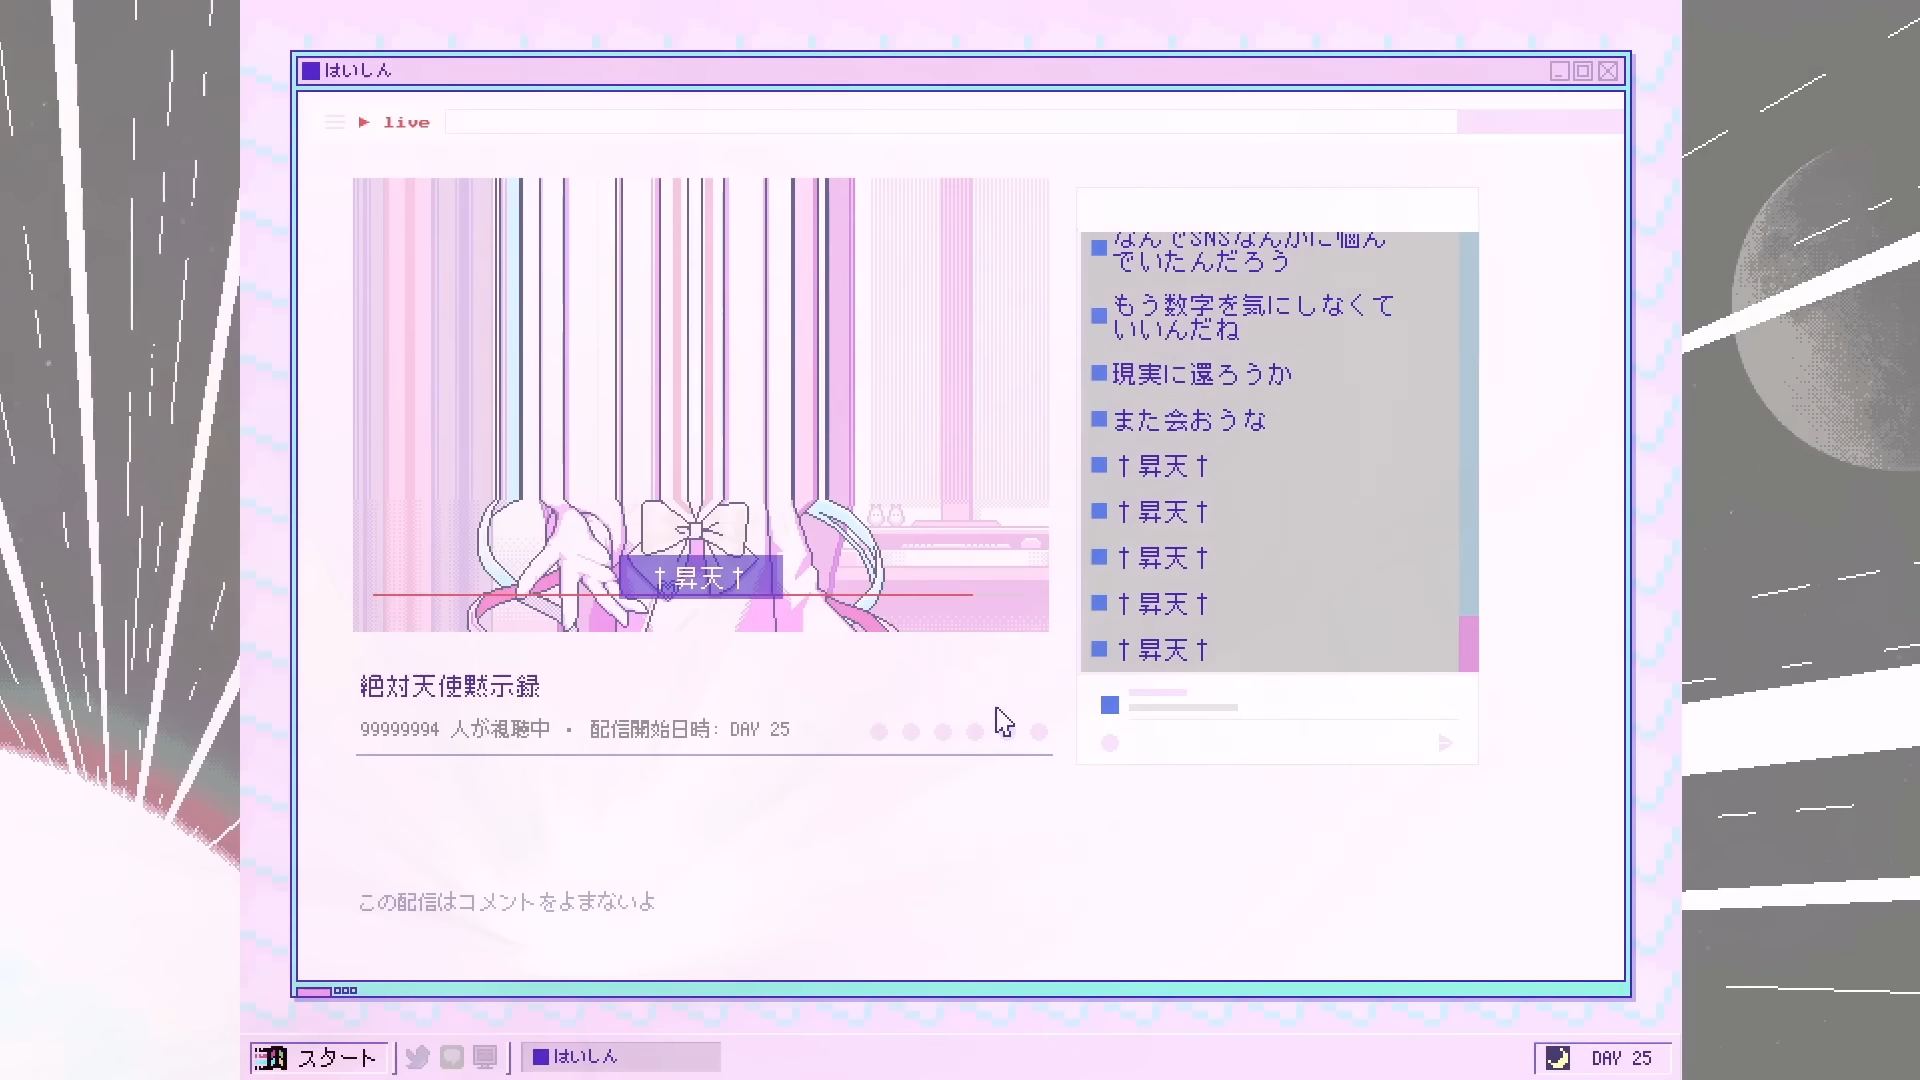 はいしん
live
なんでSNSなんかに悩ん
でいたんだろう
もう数字を気にしなくて
いいんだね
現実に還ろうか
また会おうな
†昇天†
†昇天†
†昇天†
†昇天†
†昇天†
†昇天†
絶対天使黙示録
99999994 人が視聴中 ・ 配信開始日時: DAY 25
この配信はコメントをよまないよ
スタート
はいしん
DAY 25